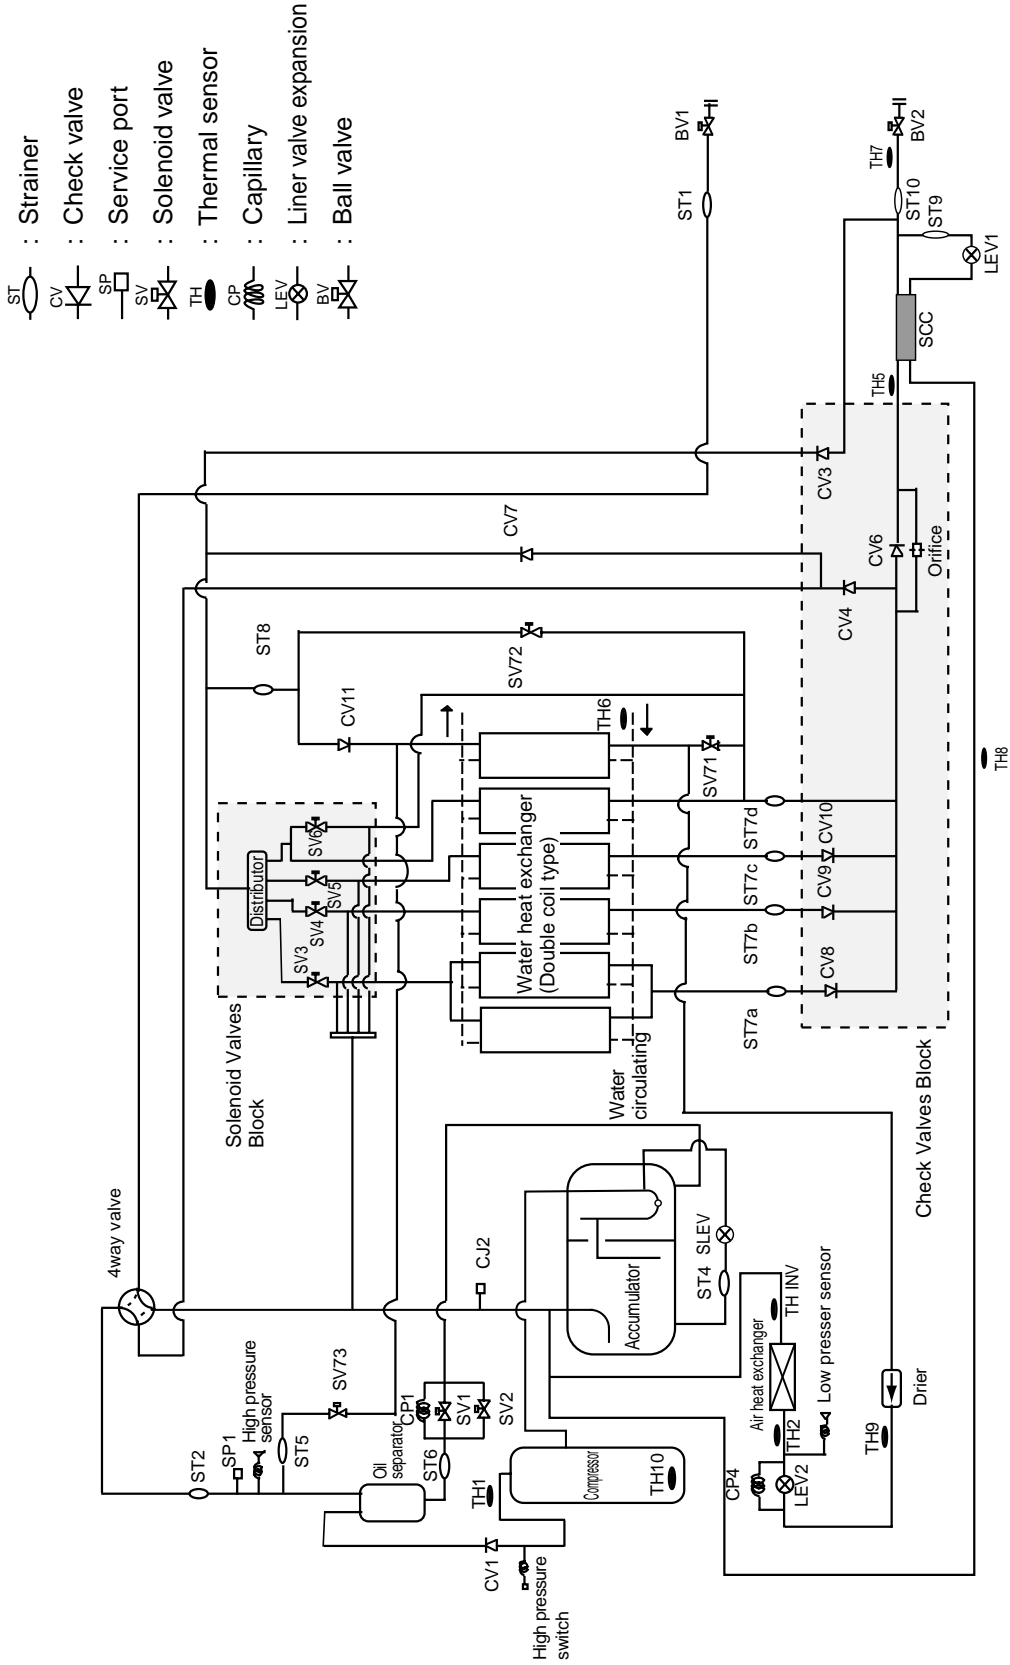 ST : Strainer
CV : Check valve
SP : Service port
SV : Solenoid valve
TH : Thermal sensor
CP : Capillary
LEV : Liner valve expansion
BV : Ball valve
BV1
ST1
BV2
TH7
ST10
ST9
LEV1
SCC
TH5
CV3
CV7
CV6
Orifice
CV4
ST8
SV72
CV11
TH6
SV71
TH8
SV6
Distributor
SV5
SV4
SV3
Solenoid Valves
Block
Water heat exchanger
(Double coil type)
ST7d
CV10
ST7c
CV9
ST7b
CV8
ST7a
Water
circulating
Check Valves Block
4way valve
CJ2
Accumulator
SLEV
ST4
TH INV
Air heat exchanger
Low presser sensor
Drier
TH9
TH2
LEV2
CP4
SV73
High pressure
sensor
SP1
ST2
ST5
CP1
SV1
SV2
Oil
separator
ST6
TH1
Compressor
TH10
CV1
High pressure
switch